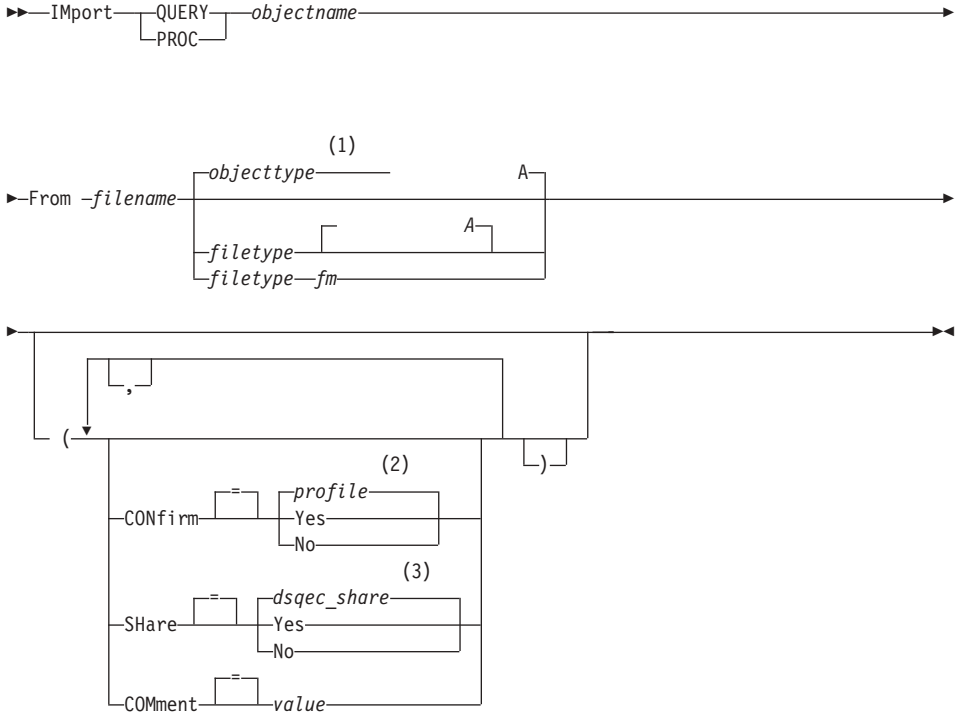 ►►—IMport—QUERY—objectname—►
PROC
(1)
objecttype A
►—From —filename—►
A
filetype
filetype—fm
►—►◄
,
( )
(2)
= profile
CONfirm Yes
No
(3)
= dsqec_share
SHare Yes
No
=
COMment value